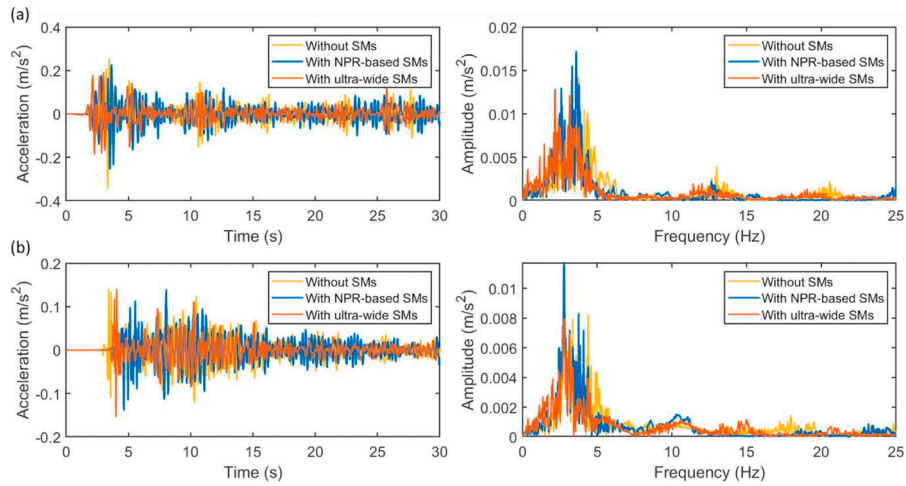 (a)
Acceleration (m/s²)
0.4
0.2
0
-0.2
-0.4
0 5 10 15 20 25 30
Time (s)
Without SMs
With NPR-based SMs
With ultra-wide SMs
Amplitude (m/s²)
0.02
0.015
0.01
0.005
0
0 5 10 15 20 25
Frequency (Hz)
Without SMs
With NPR-based SMs
With ultra-wide SMs
(b)
Acceleration (m/s²)
0.2
0.1
0
-0.1
-0.2
0 5 10 15 20 25 30
Time (s)
Without SMs
With NPR-based SMs
With ultra-wide SMs
Amplitude (m/s²)
0.01
0.008
0.006
0.004
0.002
0
0 5 10 15 20 25
Frequency (Hz)
Without SMs
With NPR-based SMs
With ultra-wide SMs